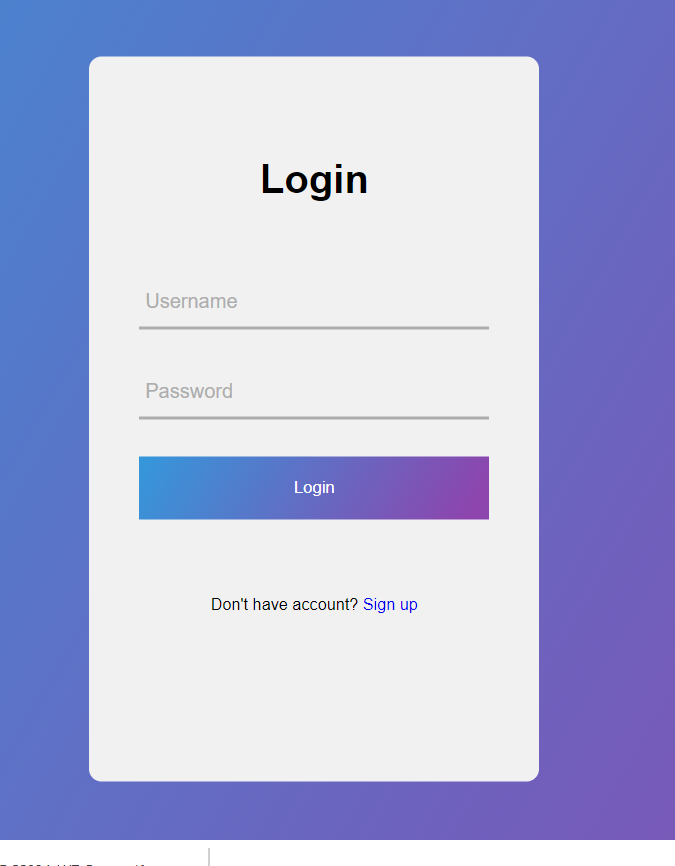 Login
Username
Password
Login
Don't have account? Sign up